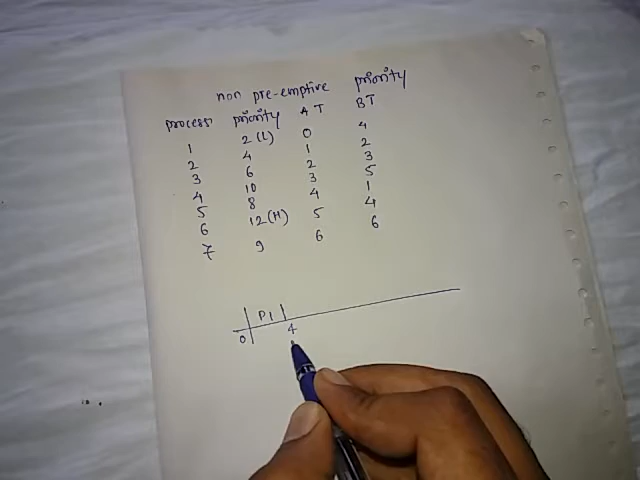 non pre-emptive priority
process priority AT BT
1 2(L) 0 4
2 4 1 2
3 6 2 3
4 10 3 5
5 8 4 1
6 12(H) 5 4
7 9 6 6
P1
0 4